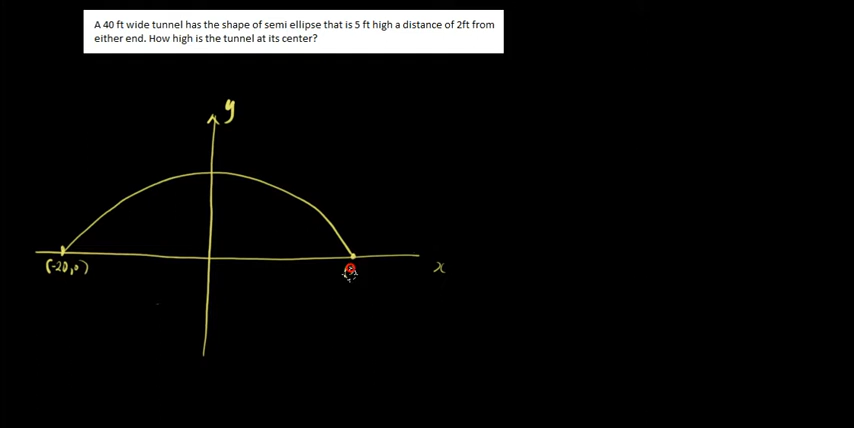 A 40 ft wide tunnel has the shape of semi ellipse that is 5 ft high a distance of 2ft from
either end. How high is the tunnel at its center?
y
(-20,0)
x